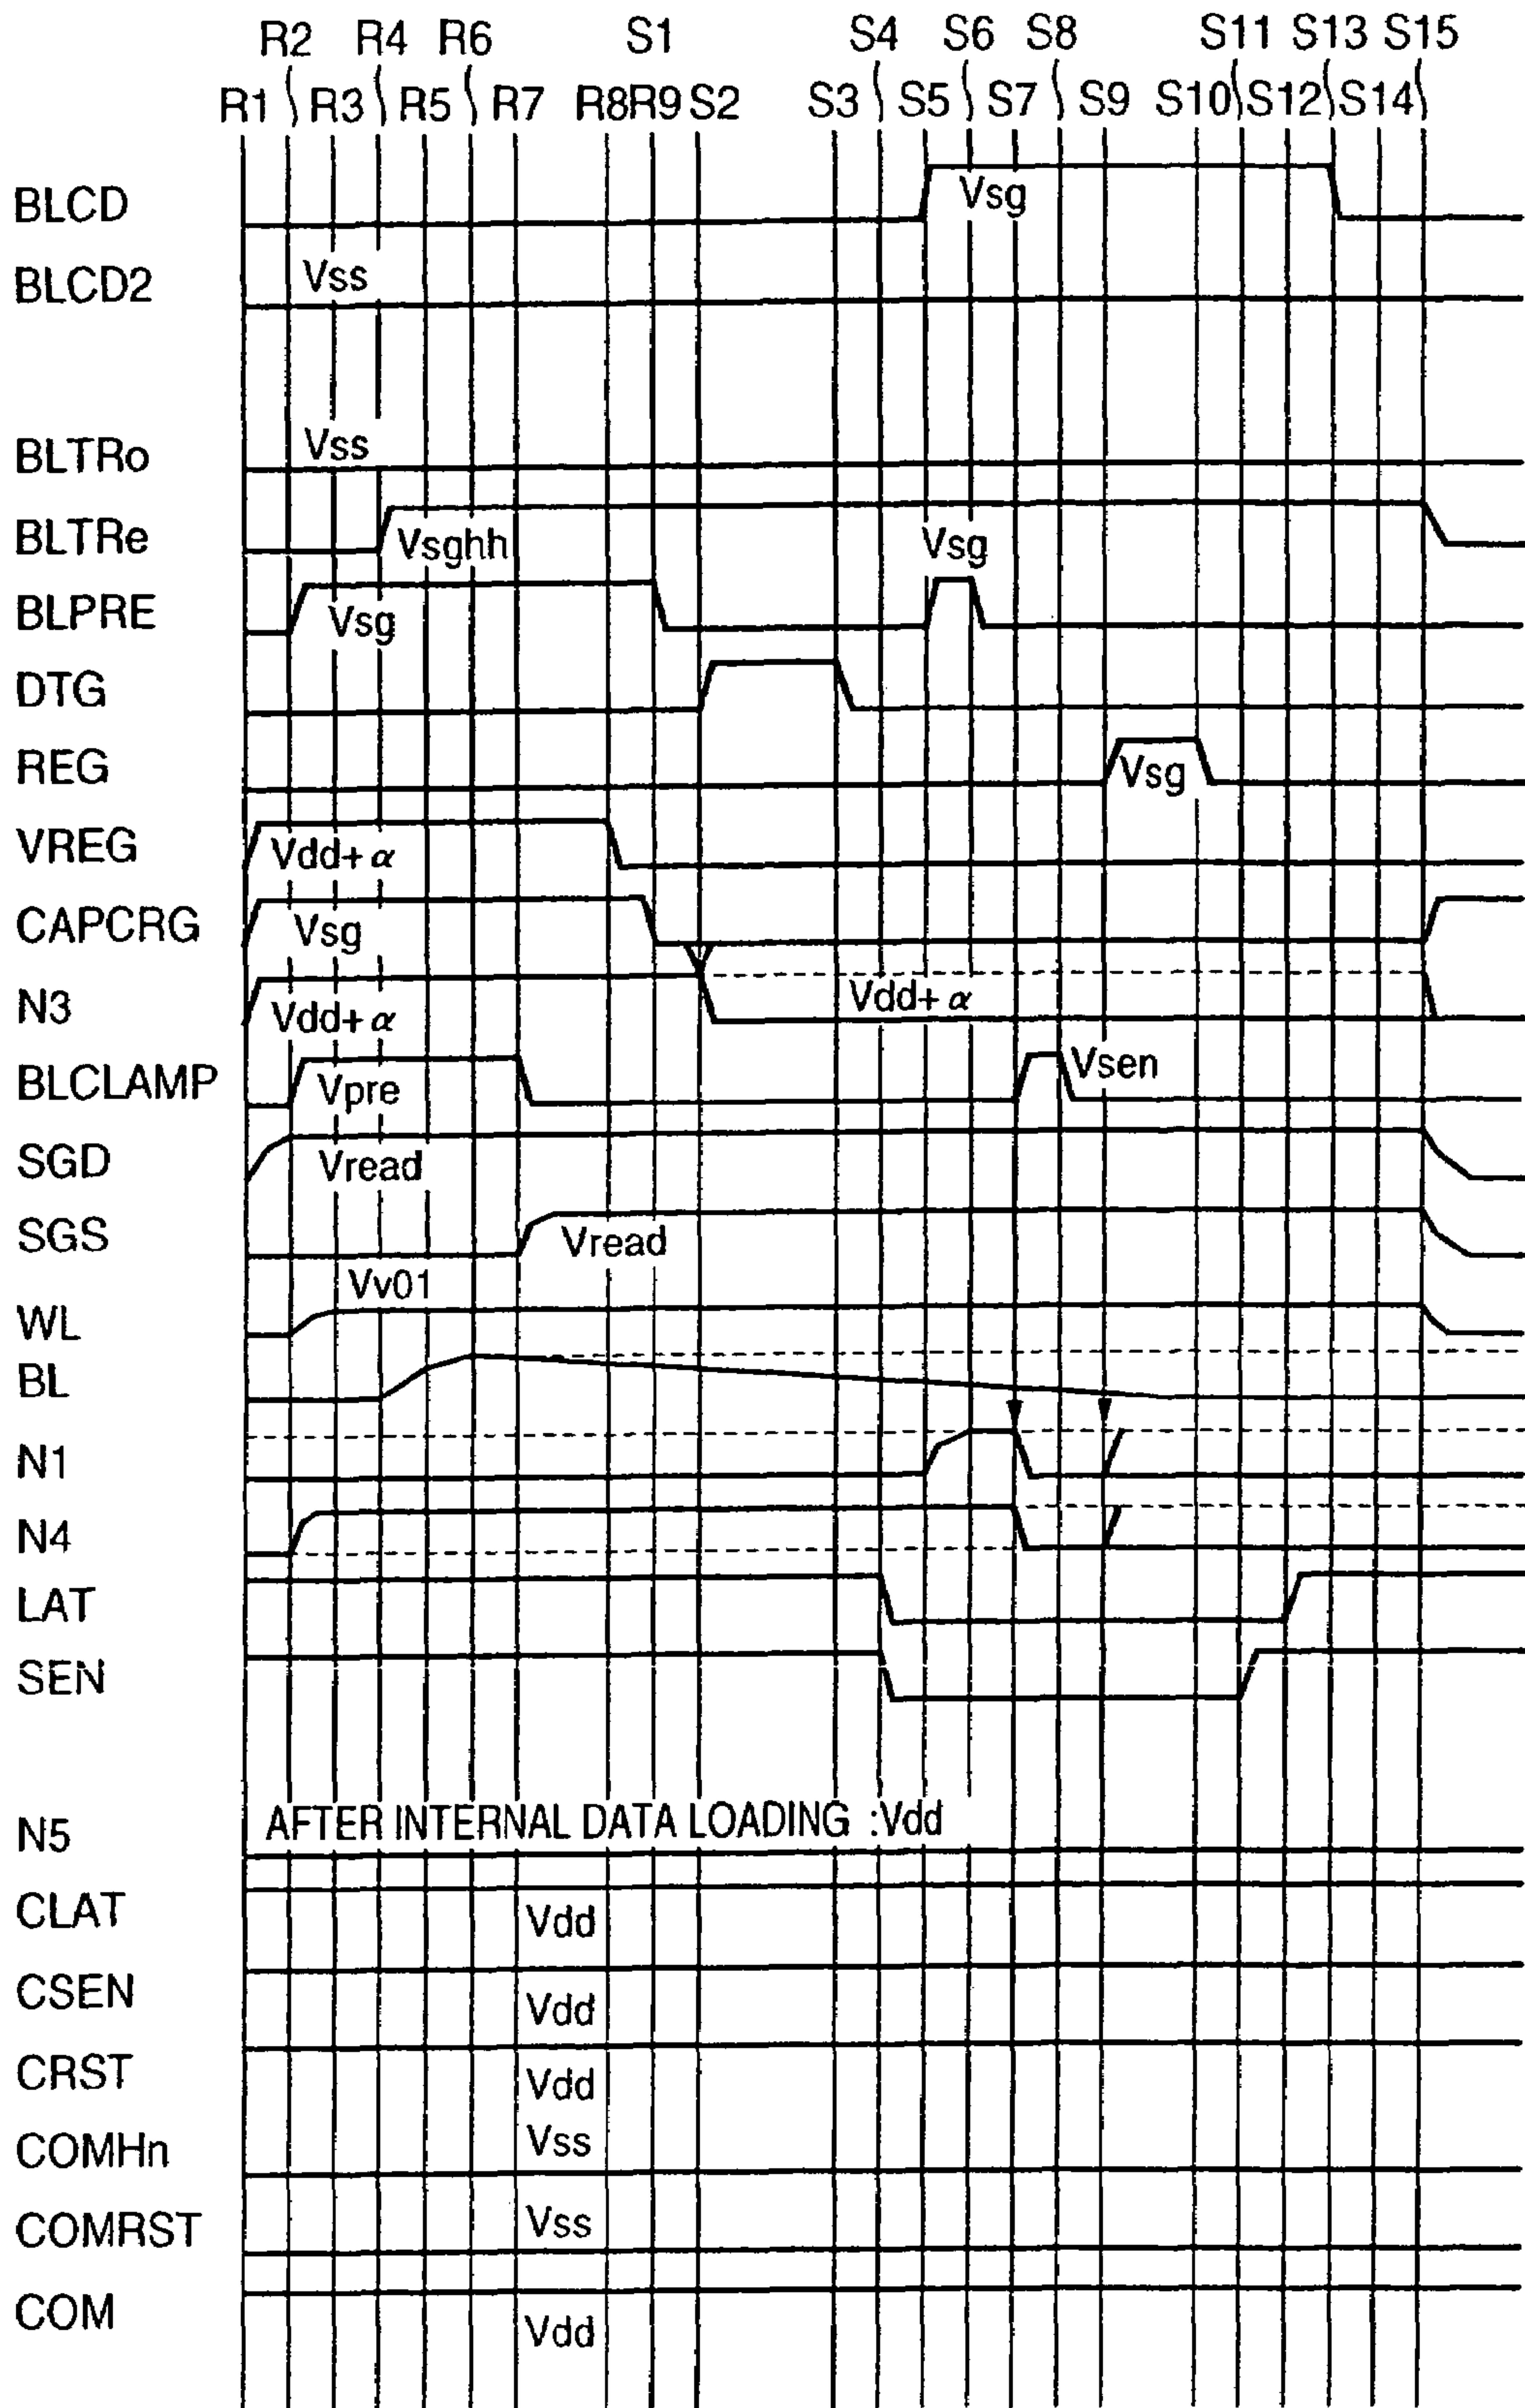 R2 R4 R6 S1 S4 S6 S8 S11 S13 S15
R1 R3 R5 R7 R8R9 S2 S3 S5 S7 S9 S10 S12 S14
BLCD Vsg
BLCD2 Vss
BLTRo Vss
BLTRe Vsghh Vsg
BLPRE Vsg
DTG
REG Vsg
VREG Vdd+α
CAPCRG Vsg
N3 Vdd+α Vdd+α
BLCLAMP Vpre Vsen
SGD Vread
SGS Vread
Vv01
WL
BL
N1
N4
LAT
SEN
N5 AFTER INTERNAL DATA LOADING :Vdd
CLAT Vdd
CSEN Vdd
CRST Vdd
COMHn Vss
COMRST Vss
COM Vdd